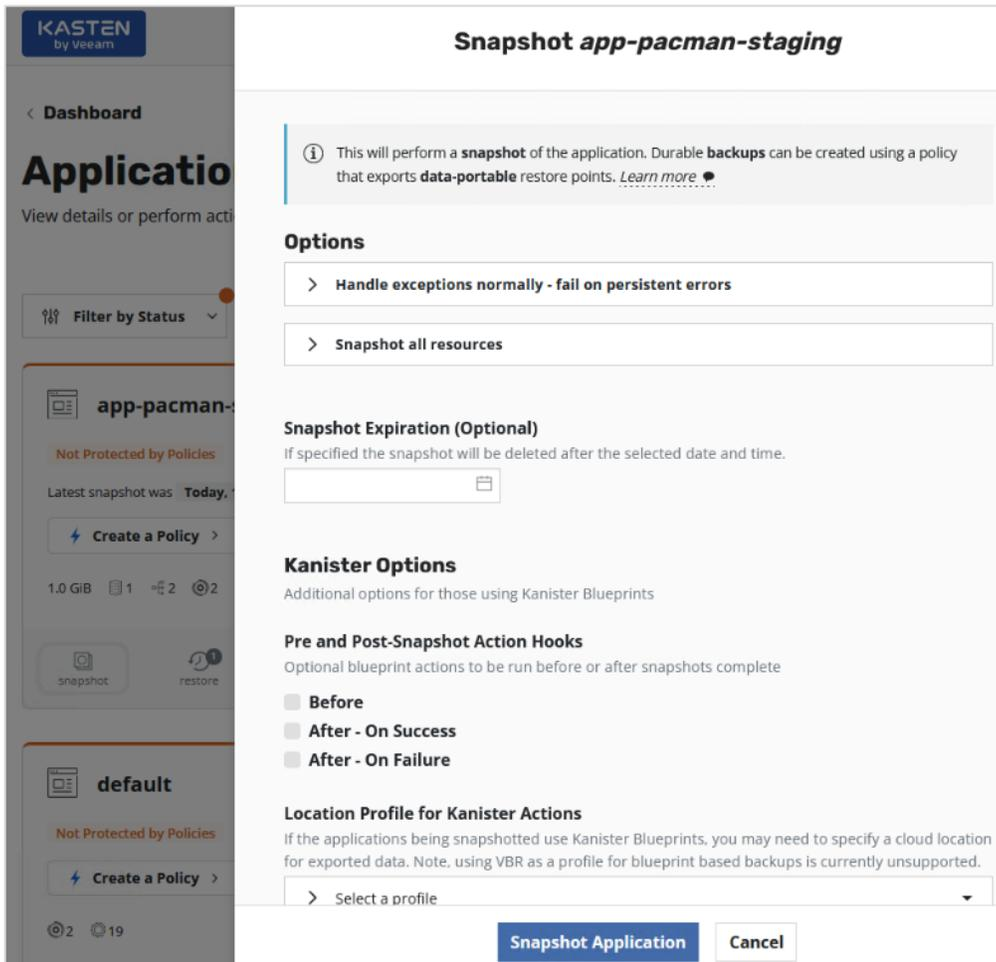 KASTEN
by Veeam
Dashboard
Applicatio
View details or perform acti
Filter by Status
app-pacman-s
Not Protected by Policies
Latest snapshot was Today,
Create a Policy
1.0 GiB 1 2 2
snapshot
1
restore
default
Not Protected by Policies
Create a Policy
2 19
Snapshot app-pacman-staging
This will perform a snapshot of the application. Durable backups can be created using a policy
that exports data-portable restore points. Learn more
Options
Handle exceptions normally - fail on persistent errors
Snapshot all resources
Snapshot Expiration (Optional)
If specified the snapshot will be deleted after the selected date and time.
Kanister Options
Additional options for those using Kanister Blueprints
Pre and Post-Snapshot Action Hooks
Optional blueprint actions to be run before or after snapshots complete
Before
After - On Success
After - On Failure
Location Profile for Kanister Actions
If the applications being snapshotted use Kanister Blueprints, you may need to specify a cloud location
for exported data. Note, using VBR as a profile for blueprint based backups is currently unsupported.
Select a profile
Snapshot Application
Cancel